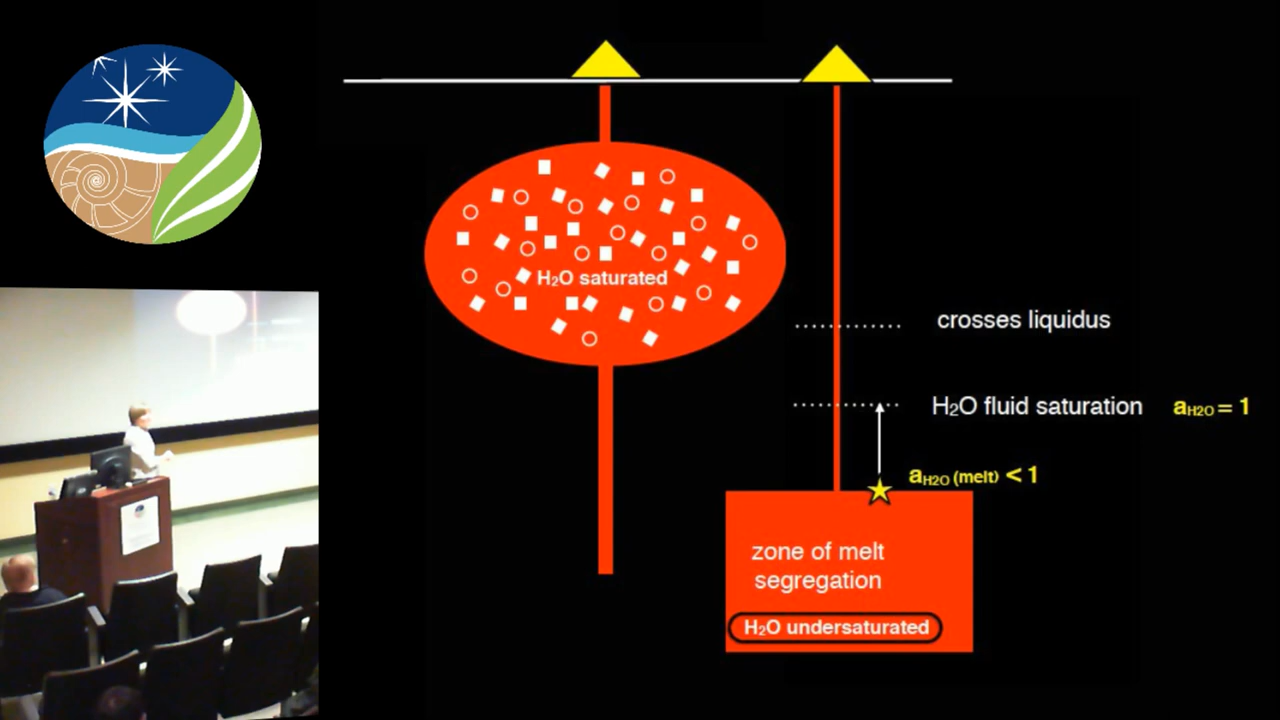 H2O saturated
crosses liquidus
H2O fluid saturation aH2O = 1
aH2O (melt) < 1
zone of melt
segregation
H2O undersaturated